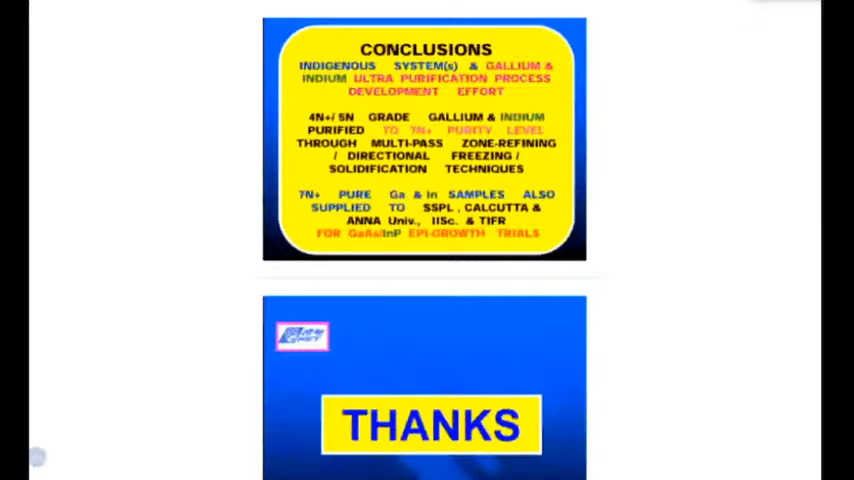 CONCLUSIONS
INDIGENOUS SYSTEM(s) & GALLIUM &
INDIUM ULTRA PURIFICATION PROCESS
DEVELOPMENT EFFORT
4N+/ 5N GRADE GALLIUM & INDIUM
PURIFIED TO 7N+ PURITY LEVEL
THROUGH MULTI-PASS ZONE-REFINING
/ DIRECTIONAL FREEZING /
SOLIDIFICATION TECHNIQUES
7N+ PURE Ga & In SAMPLES ALSO
SUPPLIED TO SSPL , CALCUTTA &
ANNA Univ., IISc. & TIFR
FOR GaAs/InP EPI-GROWTH TRIALS
THANKS